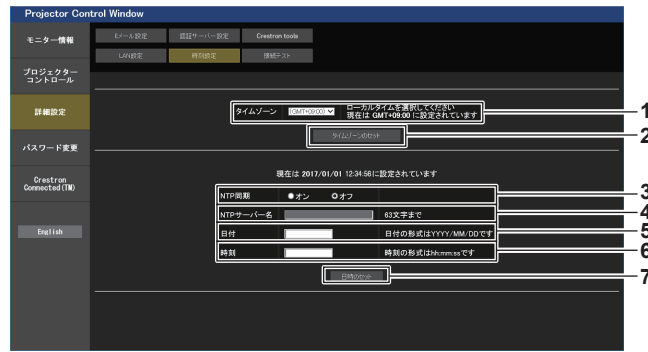 Projector Control Window
モニター情報
プロジェクター
コントロール
詳細設定
パスワード変更
Crestron
Connected(TM)
English
Eメール設定
認証サーバー設定
Crestron tools
LAN設定
時刻設定
接続テスト
タイムゾーン
(GMT+09:00)
ローカルタイムを選択してください
現在は GMT+09:00 に設定されています
1
タイムゾーンのセット
2
現在は 2017/01/01 12:34:56に設定されています
NTP同期
オン
オフ
3
NTPサーバー名
63文字まで
4
日付
日付の形式はYYYY/MM/DDです
5
時刻
時刻の形式はhh:mm:ssです
6
日時のセット
7